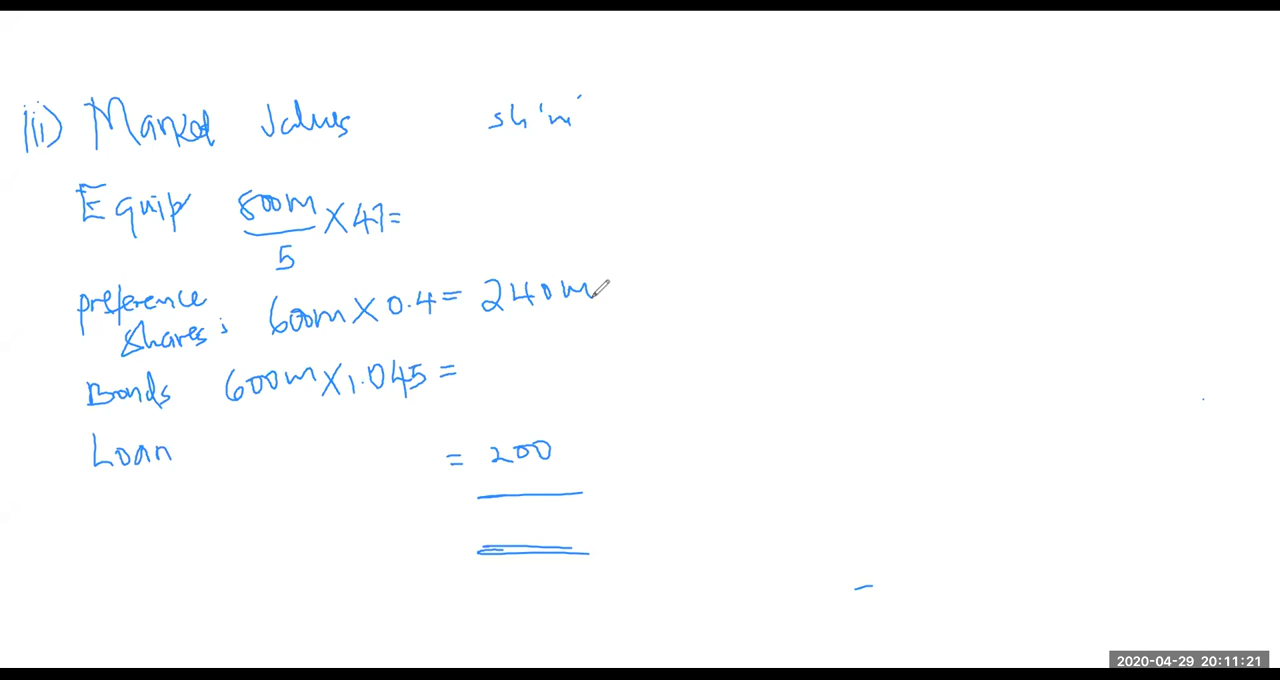 iii) Market values sh'm'
Equity 800m/5 X 47=
preference shares: 600m X 0.4 = 240m
Bonds 600m X 1.045 =
Loan = 200
2020-04-29 20:11:21